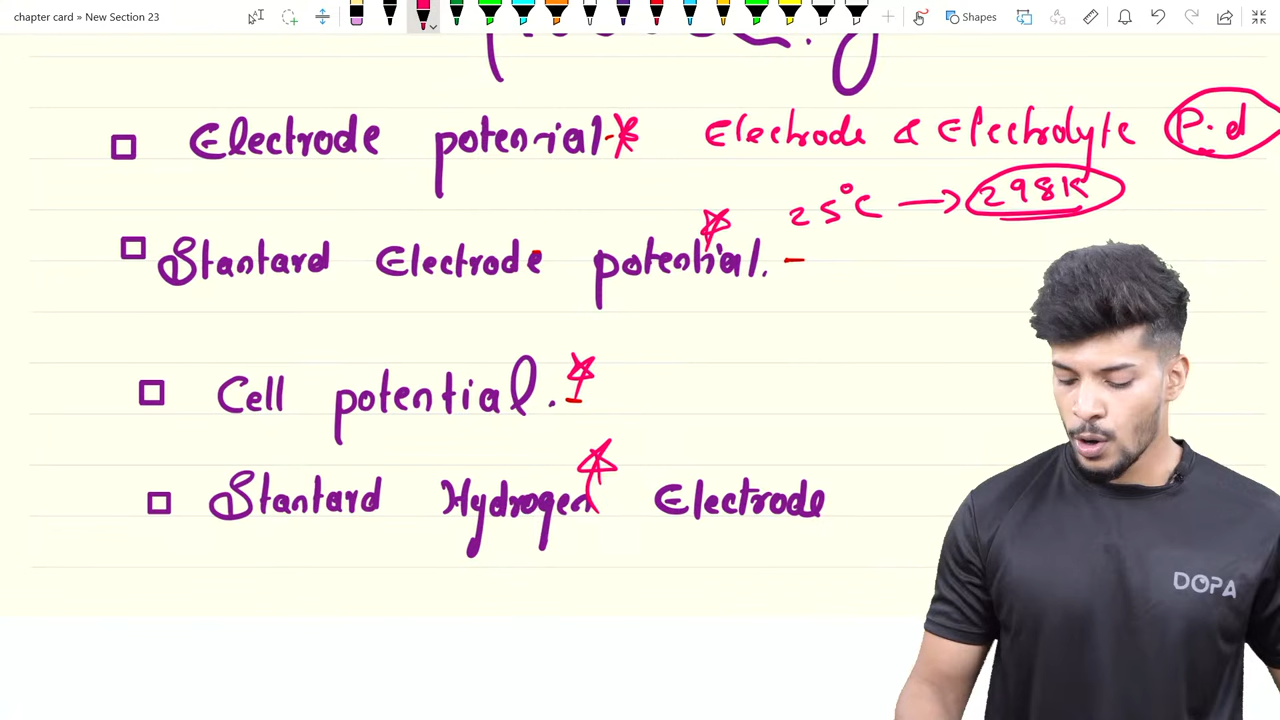 chapter card » New Section 23
Shapes
Electrode potenrial Electrode & Electrolyte P.d
25°C → 298K
Stantard Electrode potential. -
Cell potential.
Stantard Hydrogen Electrode
DOPA